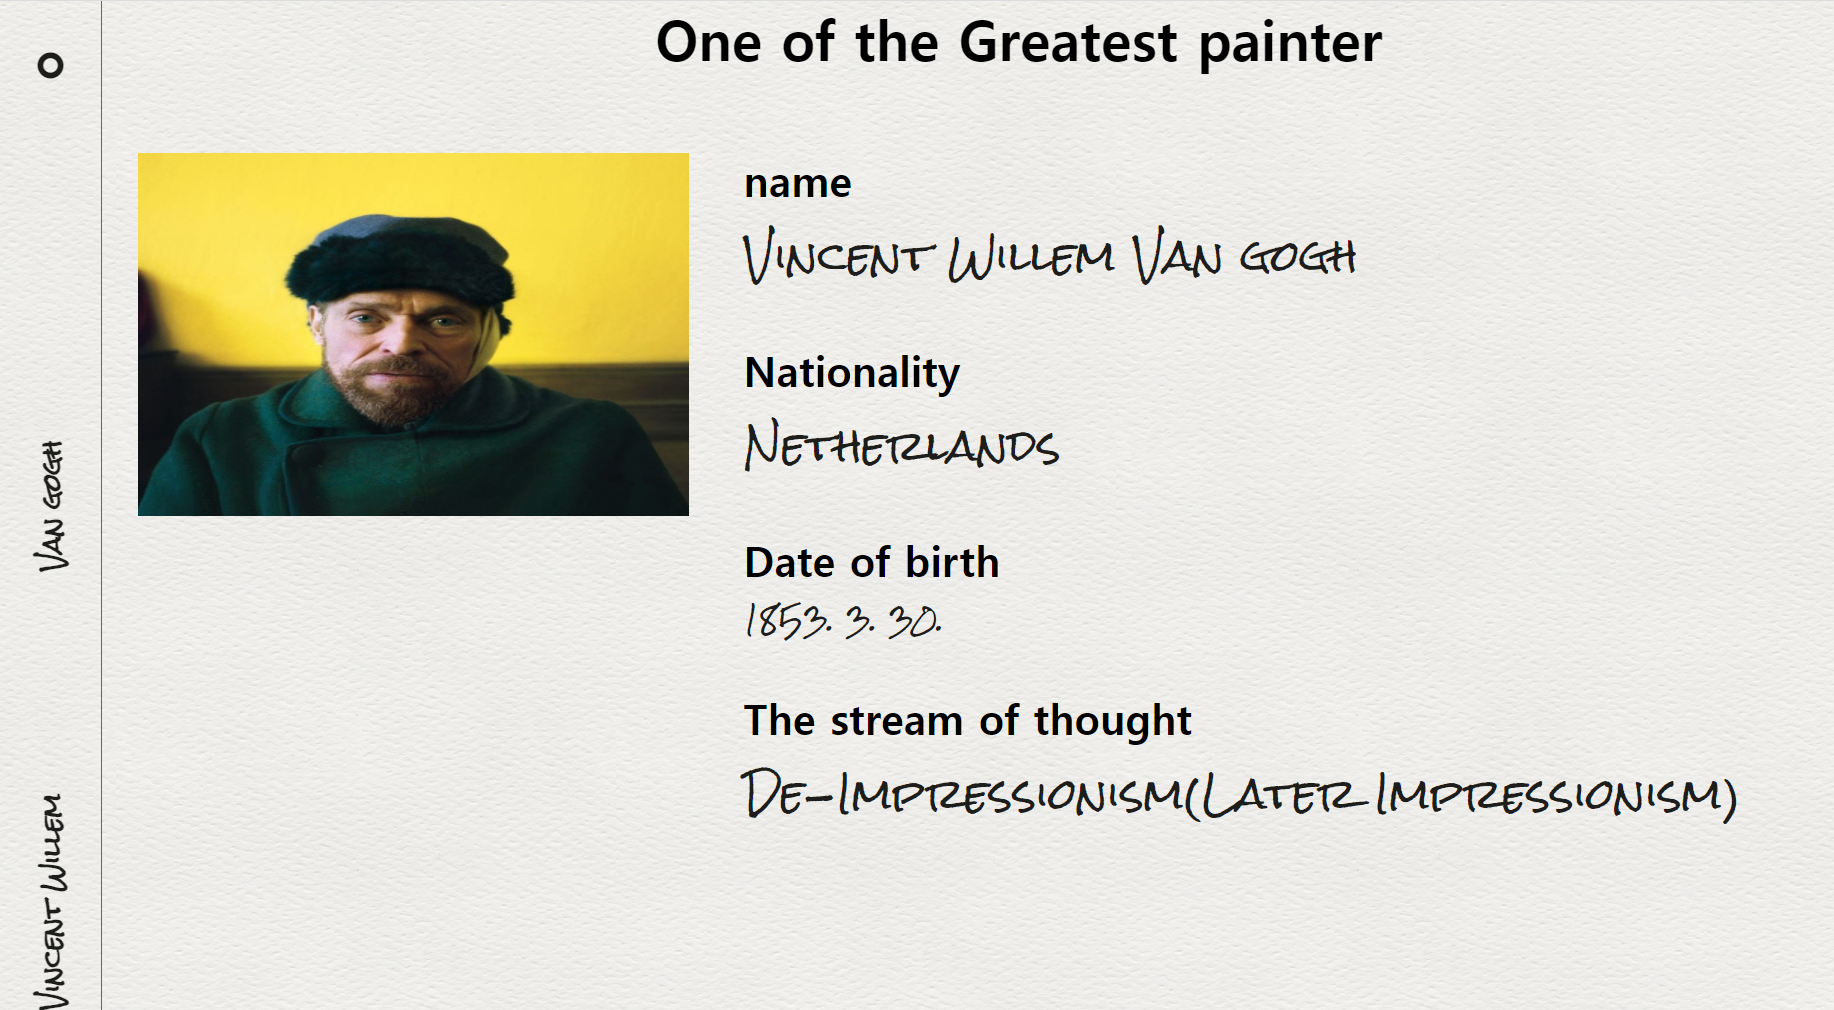 One of the Greatest painter
Van gogh
Vincent Willem
name
Vincent Willem Van gogh
Nationality
Netherlands
Date of birth
1853. 3. 30.
The stream of thought
De-Impressionism(Later Impressionism)